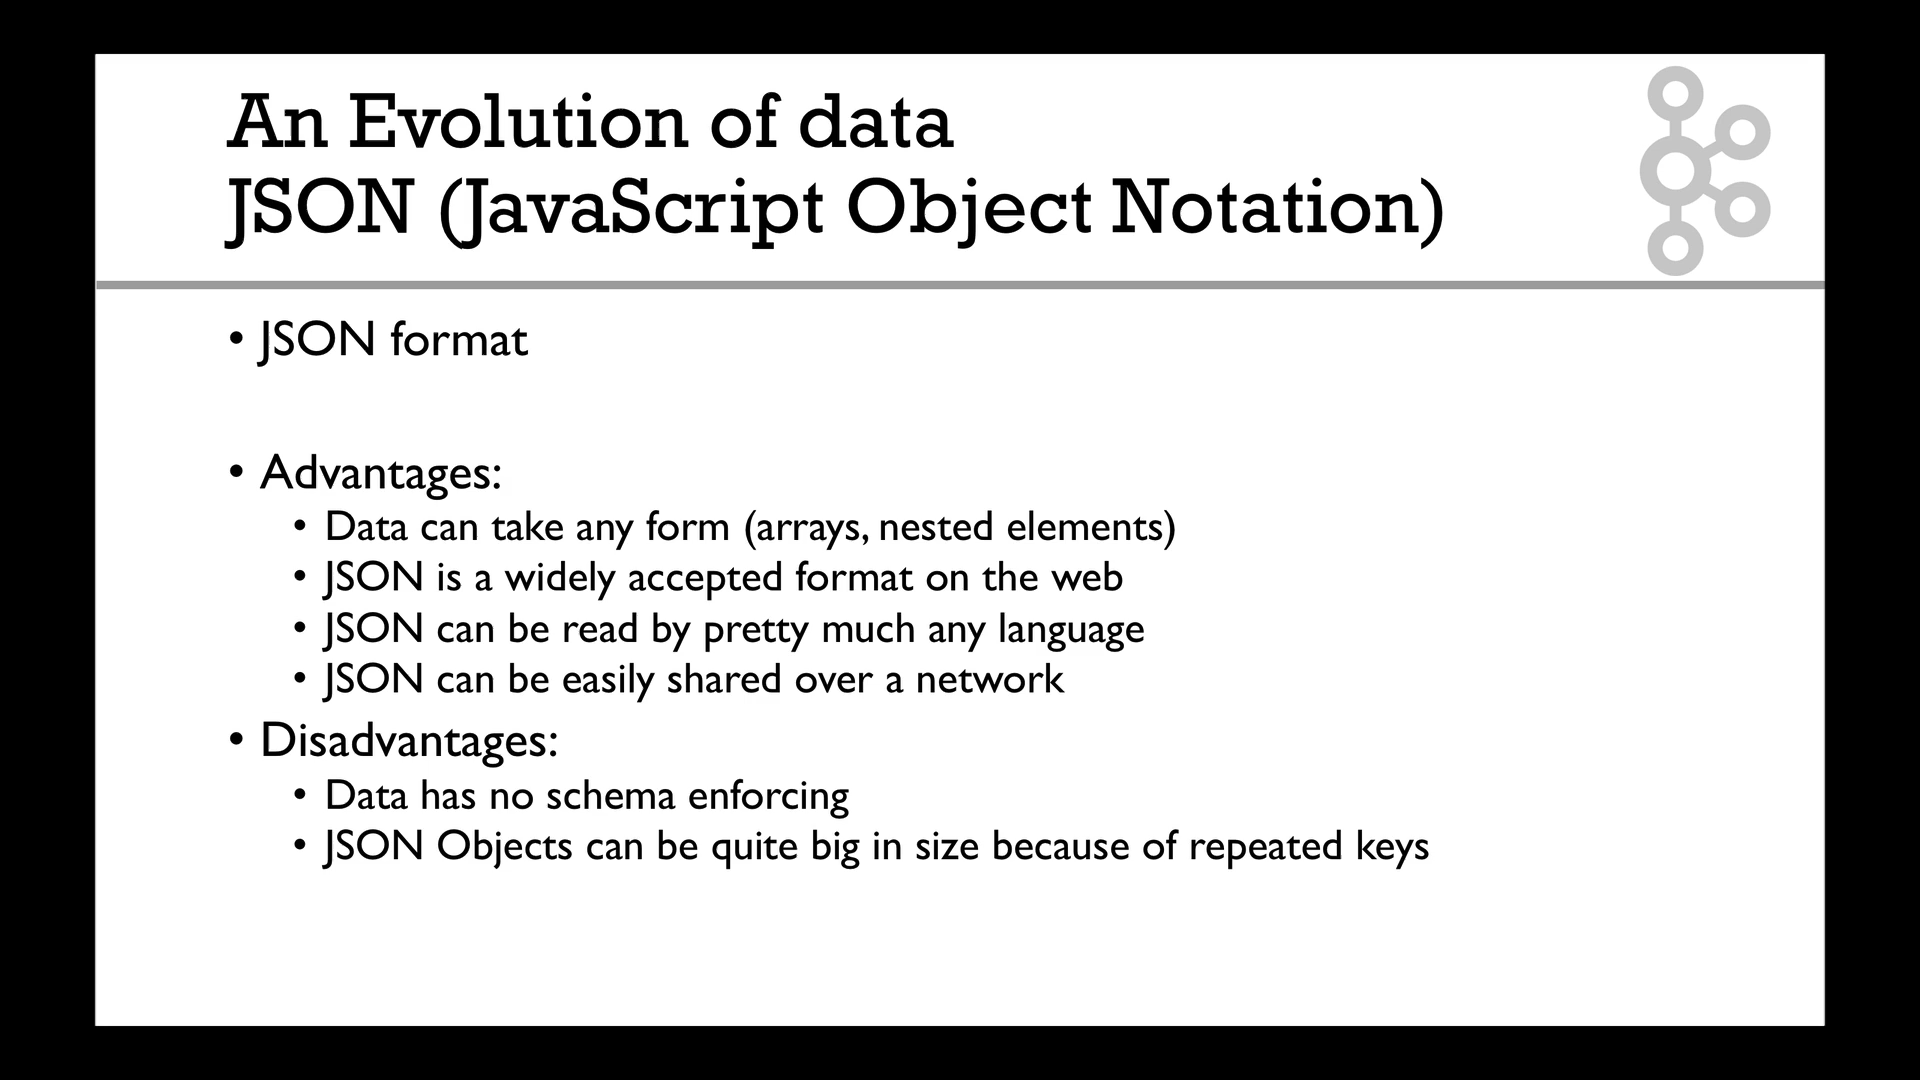 An Evolution of data
JSON (JavaScript Object Notation)
• JSON format
• Advantages:
• Data can take any form (arrays, nested elements)
• JSON is a widely accepted format on the web
• JSON can be read by pretty much any language
• JSON can be easily shared over a network
• Disadvantages:
• Data has no schema enforcing
• JSON Objects can be quite big in size because of repeated keys